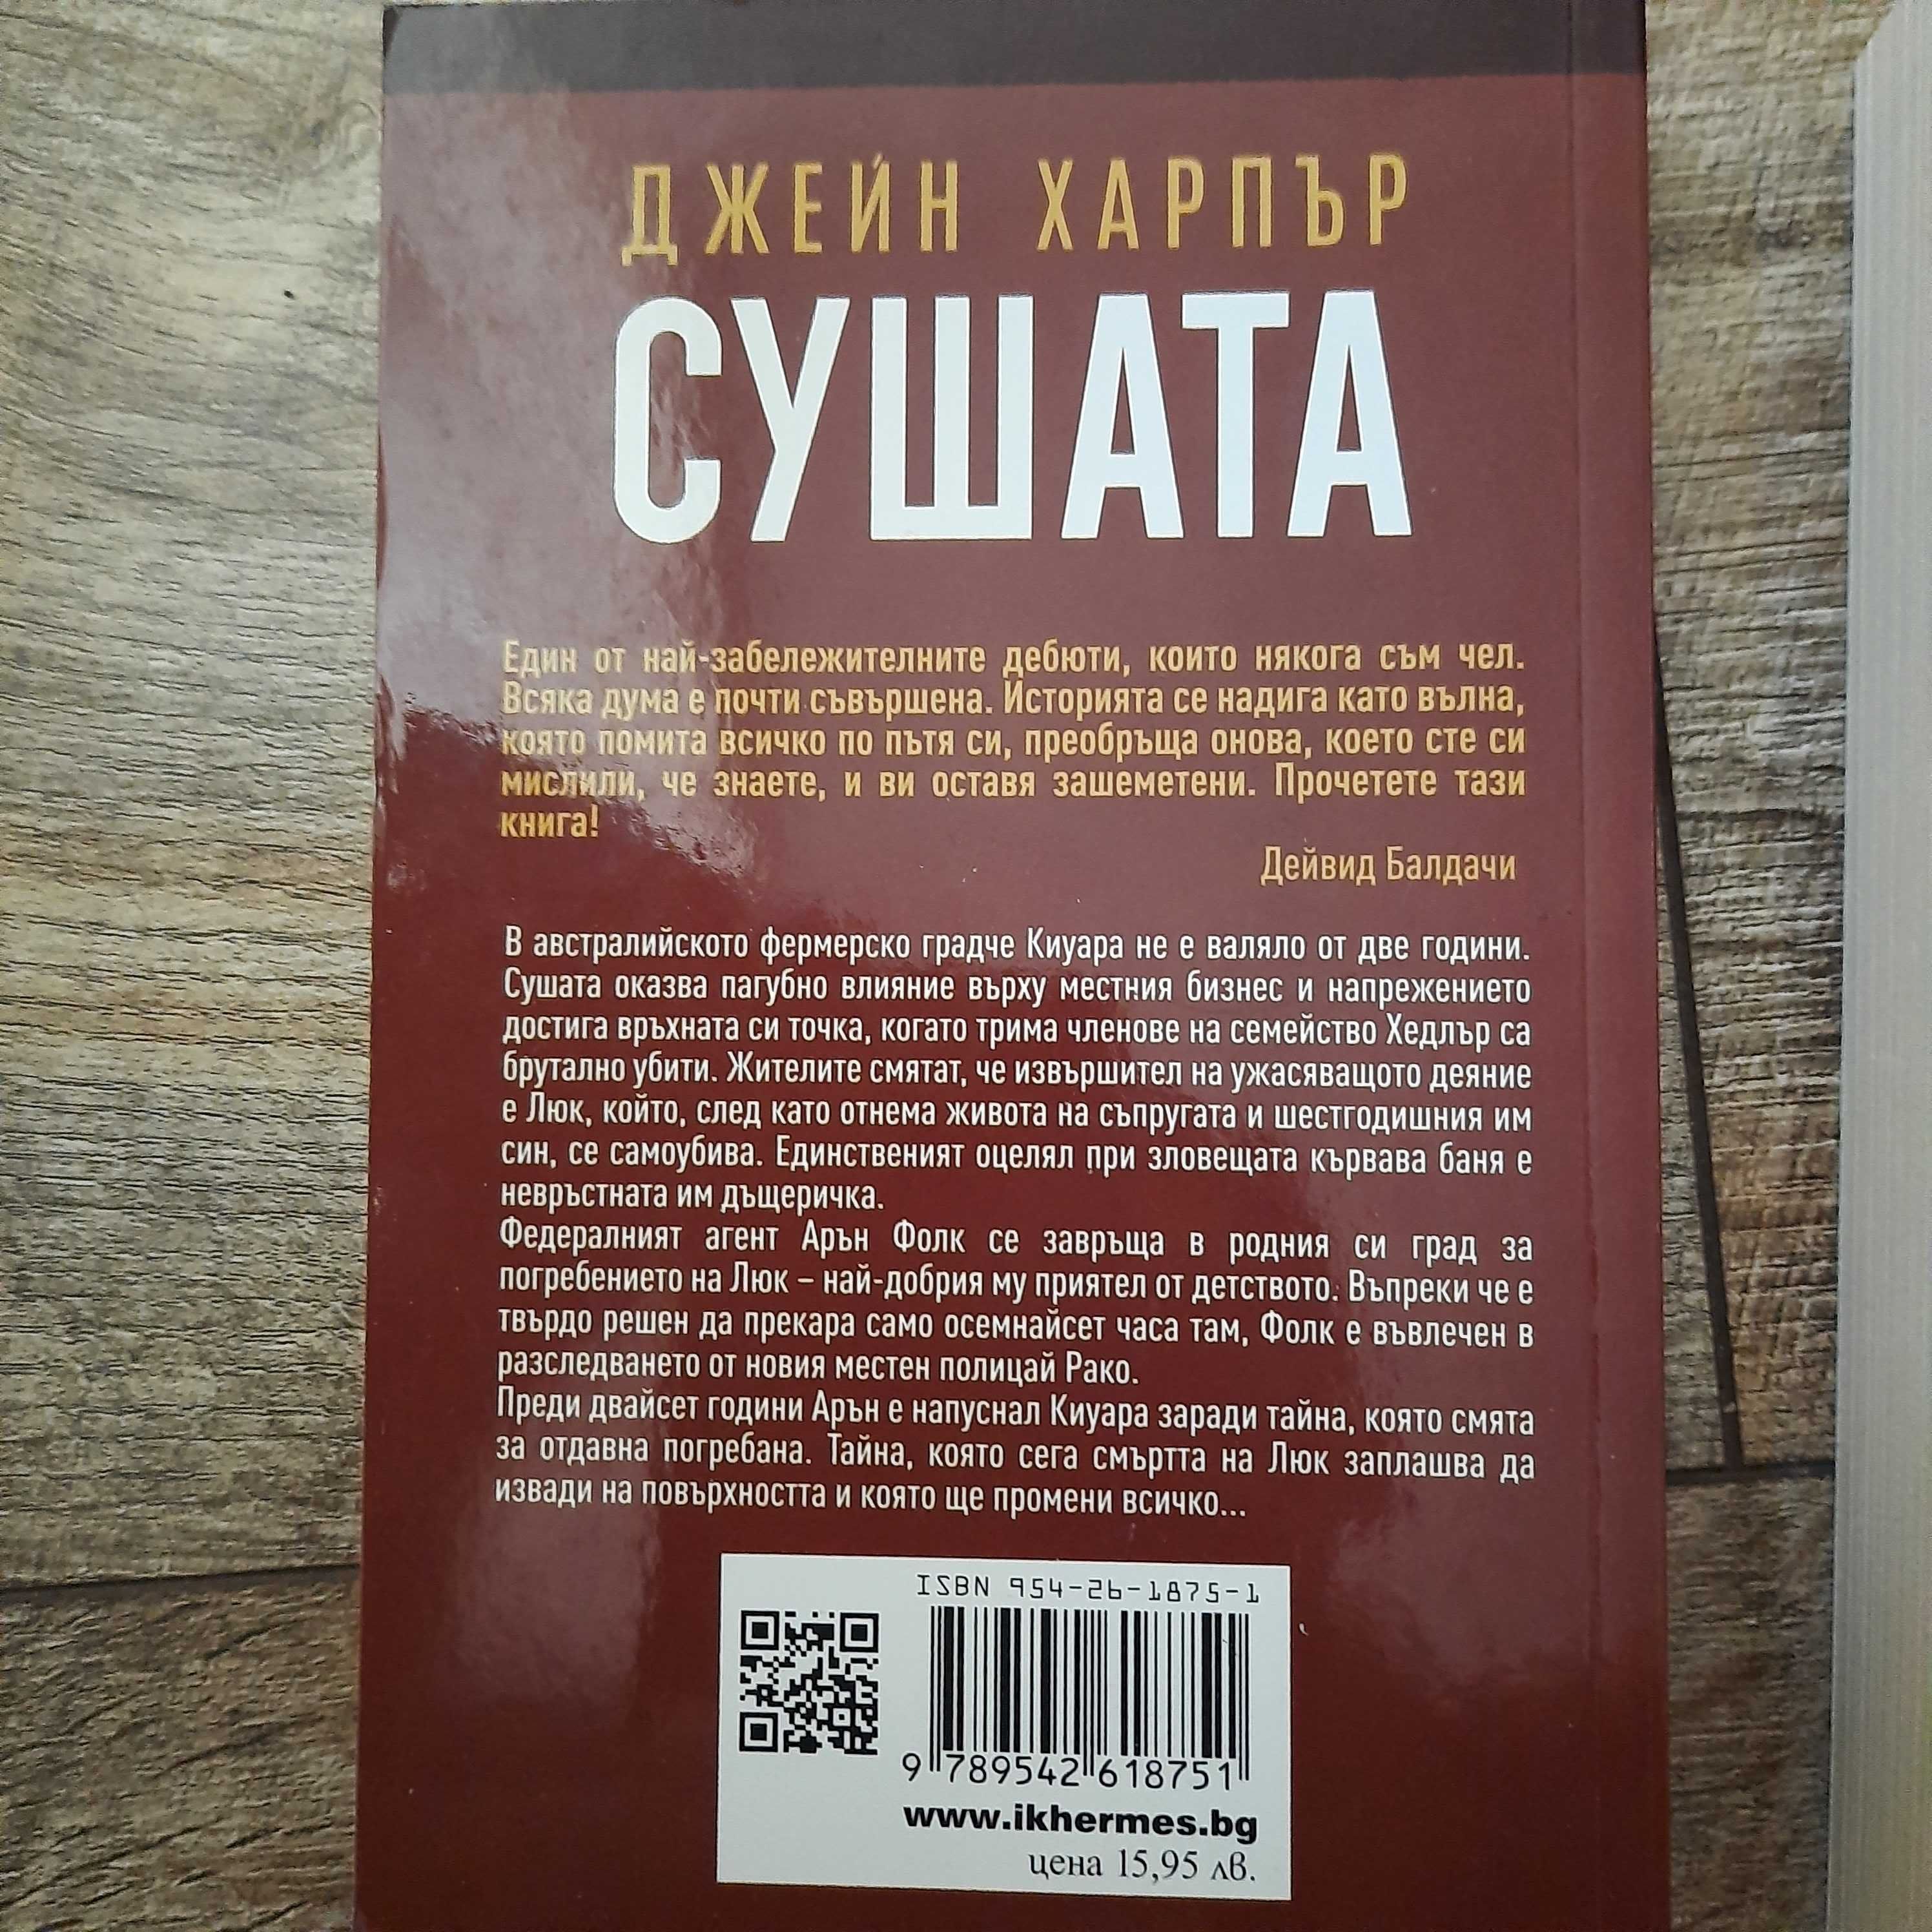 ДЖЕЙН ХАРПЪР
СУШАТА
Един от най-забележителните дебюти, които някога съм чел.
Всяка дума е почти съвършена. Историята се надига като вълна,
която помита всичко по пътя си, преобръща онова, което сте си
мислили, че знаете, и ви оставя зашеметени. Прочетете тази
книга!
Дейвид Балдачи
В австралийското фермерско градче Киуара не е валяло от две години.
Сушата оказва пагубно влияние върху местния бизнес и напрежението
достига връхната си точка, когато трима членове на семейство Хедлър са
брутално убити. Жителите смятат, че извършител на ужасяващото деяние
е Люк, който, след като отнема живота на съпругата и шестгодишния им
син, се самоубива. Единственият оцелял при зловещата кървава баня е
невръстната им дъщеричка.
Федералният агент Арън Фолк се завръща в родния си град за
погребението на Люк – най-добрия му приятел от детството. Въпреки че е
твърдо решен да прекара само осемнайсет часа там, Фолк е въвлечен в
разследването от новия местен полицай Рако.
Преди двайсет години Арън е напуснал Киуара заради тайна, която смята
за отдавна погребана. Тайна, която сега смъртта на Люк заплашва да
извади на повърхността и която ще промени всичко...
ISBN 954-26-1875-1
9 789542 618751
www.ikhermes.bg
цена 15,95 лв.